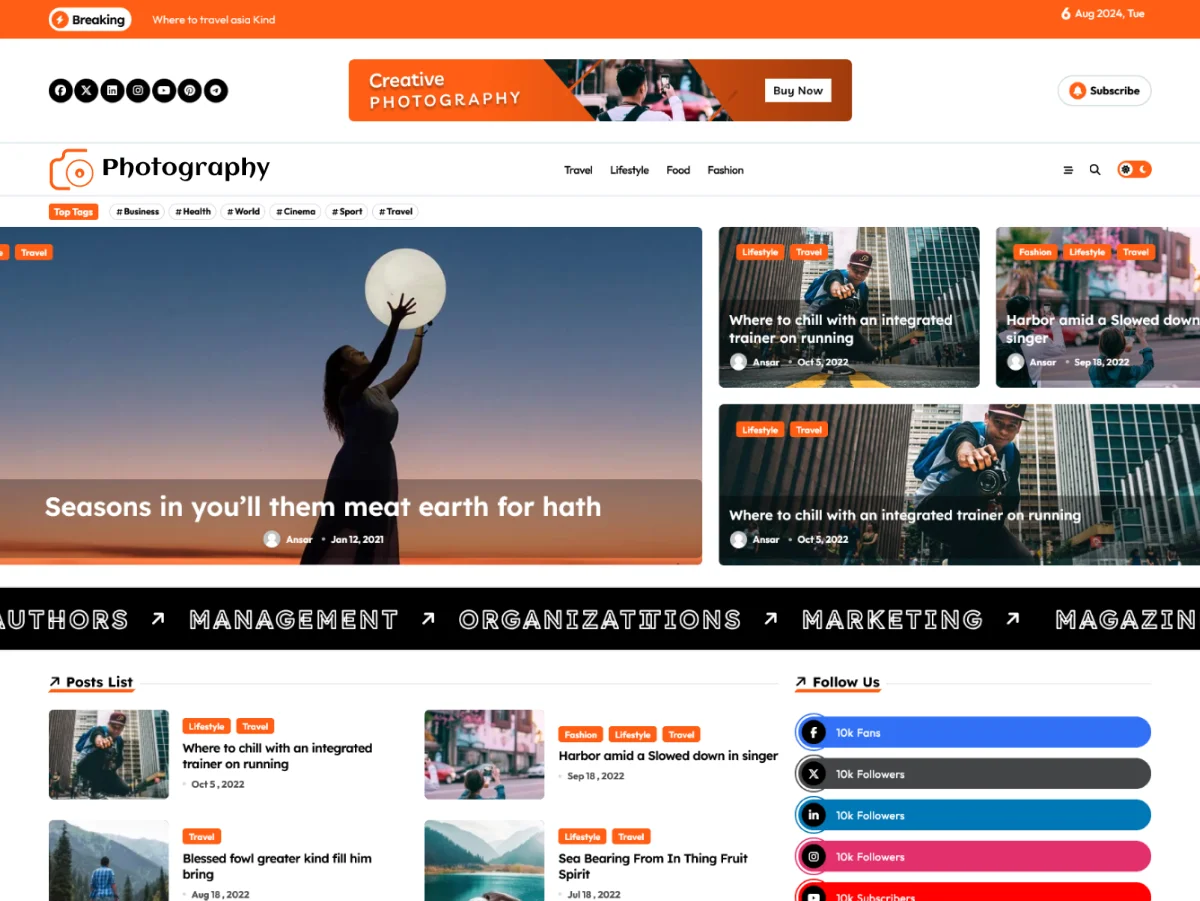 Breaking
Where to travel asia Kind
6 Aug 2024, Tue
Creative
PHOTOGRAPHY
Buy Now
Subscribe
Photography
Travel
Lifestyle
Food
Fashion
Top Tags
# Business
# Health
# World
# Cinema
# Sport
# Travel
Travel
Seasons in you'll them meat earth for hath
Ansar • Jan 12, 2021
Lifestyle Travel
Where to chill with an integrated
trainer on running
Ansar • Oct 5, 2022
Fashion Lifestyle Travel
Harbor amid a Slowed down
singer
Ansar • Sep 18, 2022
Lifestyle Travel
Where to chill with an integrated trainer on running
Ansar • Oct 5, 2022
AUTHORS MANAGEMENT ORGANIZATITIONS MARKETING MAGAZIN
Posts List
Lifestyle Travel
Where to chill with an integrated
trainer on running
Oct 5 , 2022
Fashion Lifestyle Travel
Harbor amid a Slowed down in singer
Sep 18 , 2022
Travel
Blessed fowl greater kind fill him
bring
Aug 18 , 2022
Lifestyle Travel
Sea Bearing From In Thing Fruit
Spirit
Jul 18 , 2022
Follow Us
10k Fans
10k Followers
10k Followers
10k Followers
10k Subscribers